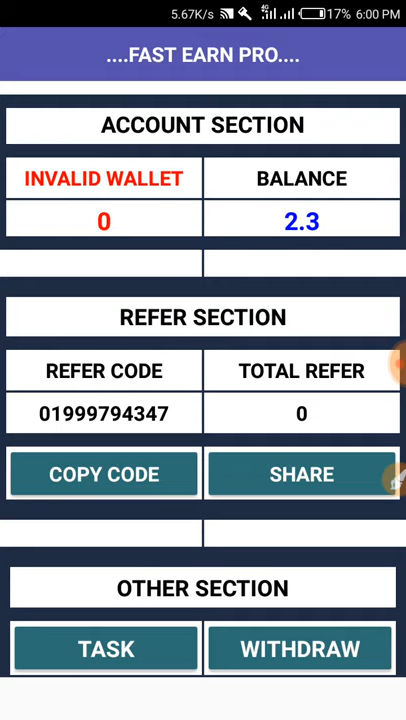 5.67K/s 4G 17% 6:00 PM
....FAST EARN PRO....
ACCOUNT SECTION
INVALID WALLET BALANCE
0 2.3
REFER SECTION
REFER CODE TOTAL REFER
01999794347 0
COPY CODE SHARE
OTHER SECTION
TASK WITHDRAW